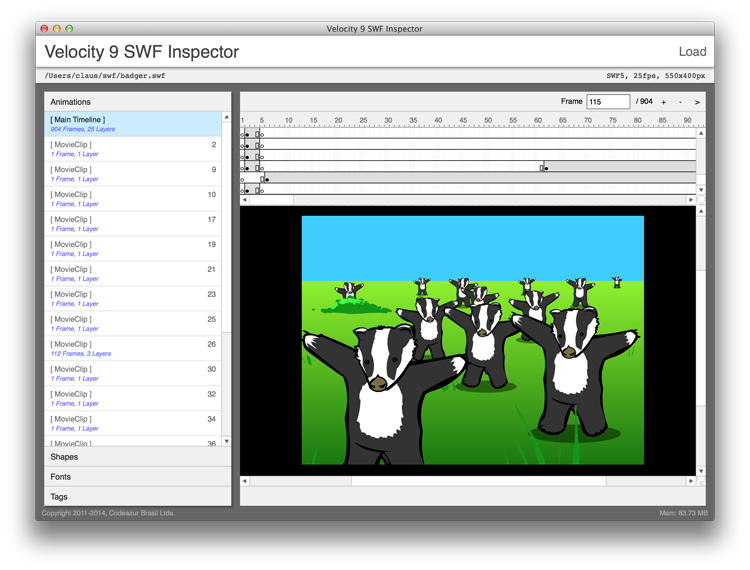 Velocity 9 SWF Inspector
Velocity 9 SWF Inspector
Load
/Users/claus/swf/badger.swf
SWF5, 25fps, 550x400px
Animations
[ Main Timeline ]
904 Frames, 25 Layers
[ MovieClip ] 2
1 Frame, 1 Layer
[ MovieClip ] 9
1 Frame, 1 Layer
[ MovieClip ] 10
1 Frame, 1 Layer
[ MovieClip ] 17
1 Frame, 1 Layer
[ MovieClip ] 19
1 Frame, 1 Layer
[ MovieClip ] 21
1 Frame, 1 Layer
[ MovieClip ] 23
1 Frame, 1 Layer
[ MovieClip ] 25
1 Frame, 1 Layer
[ MovieClip ] 26
112 Frames, 3 Layers
[ MovieClip ] 30
1 Frame, 1 Layer
[ MovieClip ] 32
1 Frame, 1 Layer
[ MovieClip ] 34
1 Frame, 1 Layer
[ MovieClip ] 36
Shapes
Fonts
Tags
Frame 115 / 904 + - >
1 5 10 15 20 25 30 35 40 45 50 55 60 65 70 75 80 85 90
Copyright 2011-2014, Codeazur Brasil Ltda.
Mem: 83.73 MB